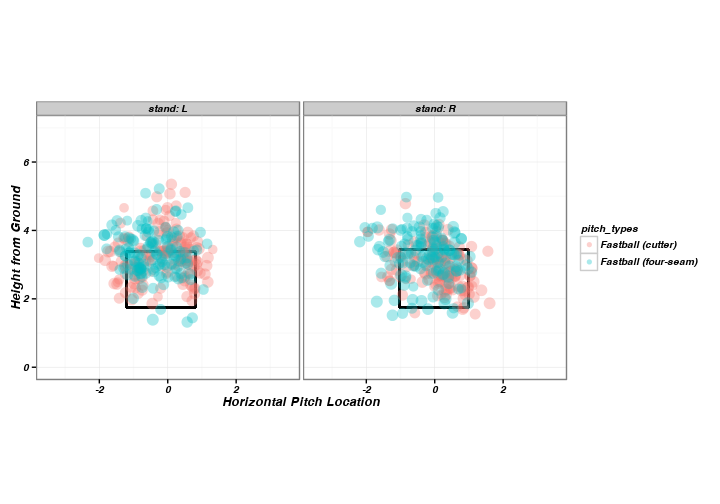 stand: L
stand: R
6
4
2
0
Height from Ground
-2
0
2
-2
0
2
Horizontal Pitch Location
pitch_types
Fastball (cutter)
Fastball (four-seam)